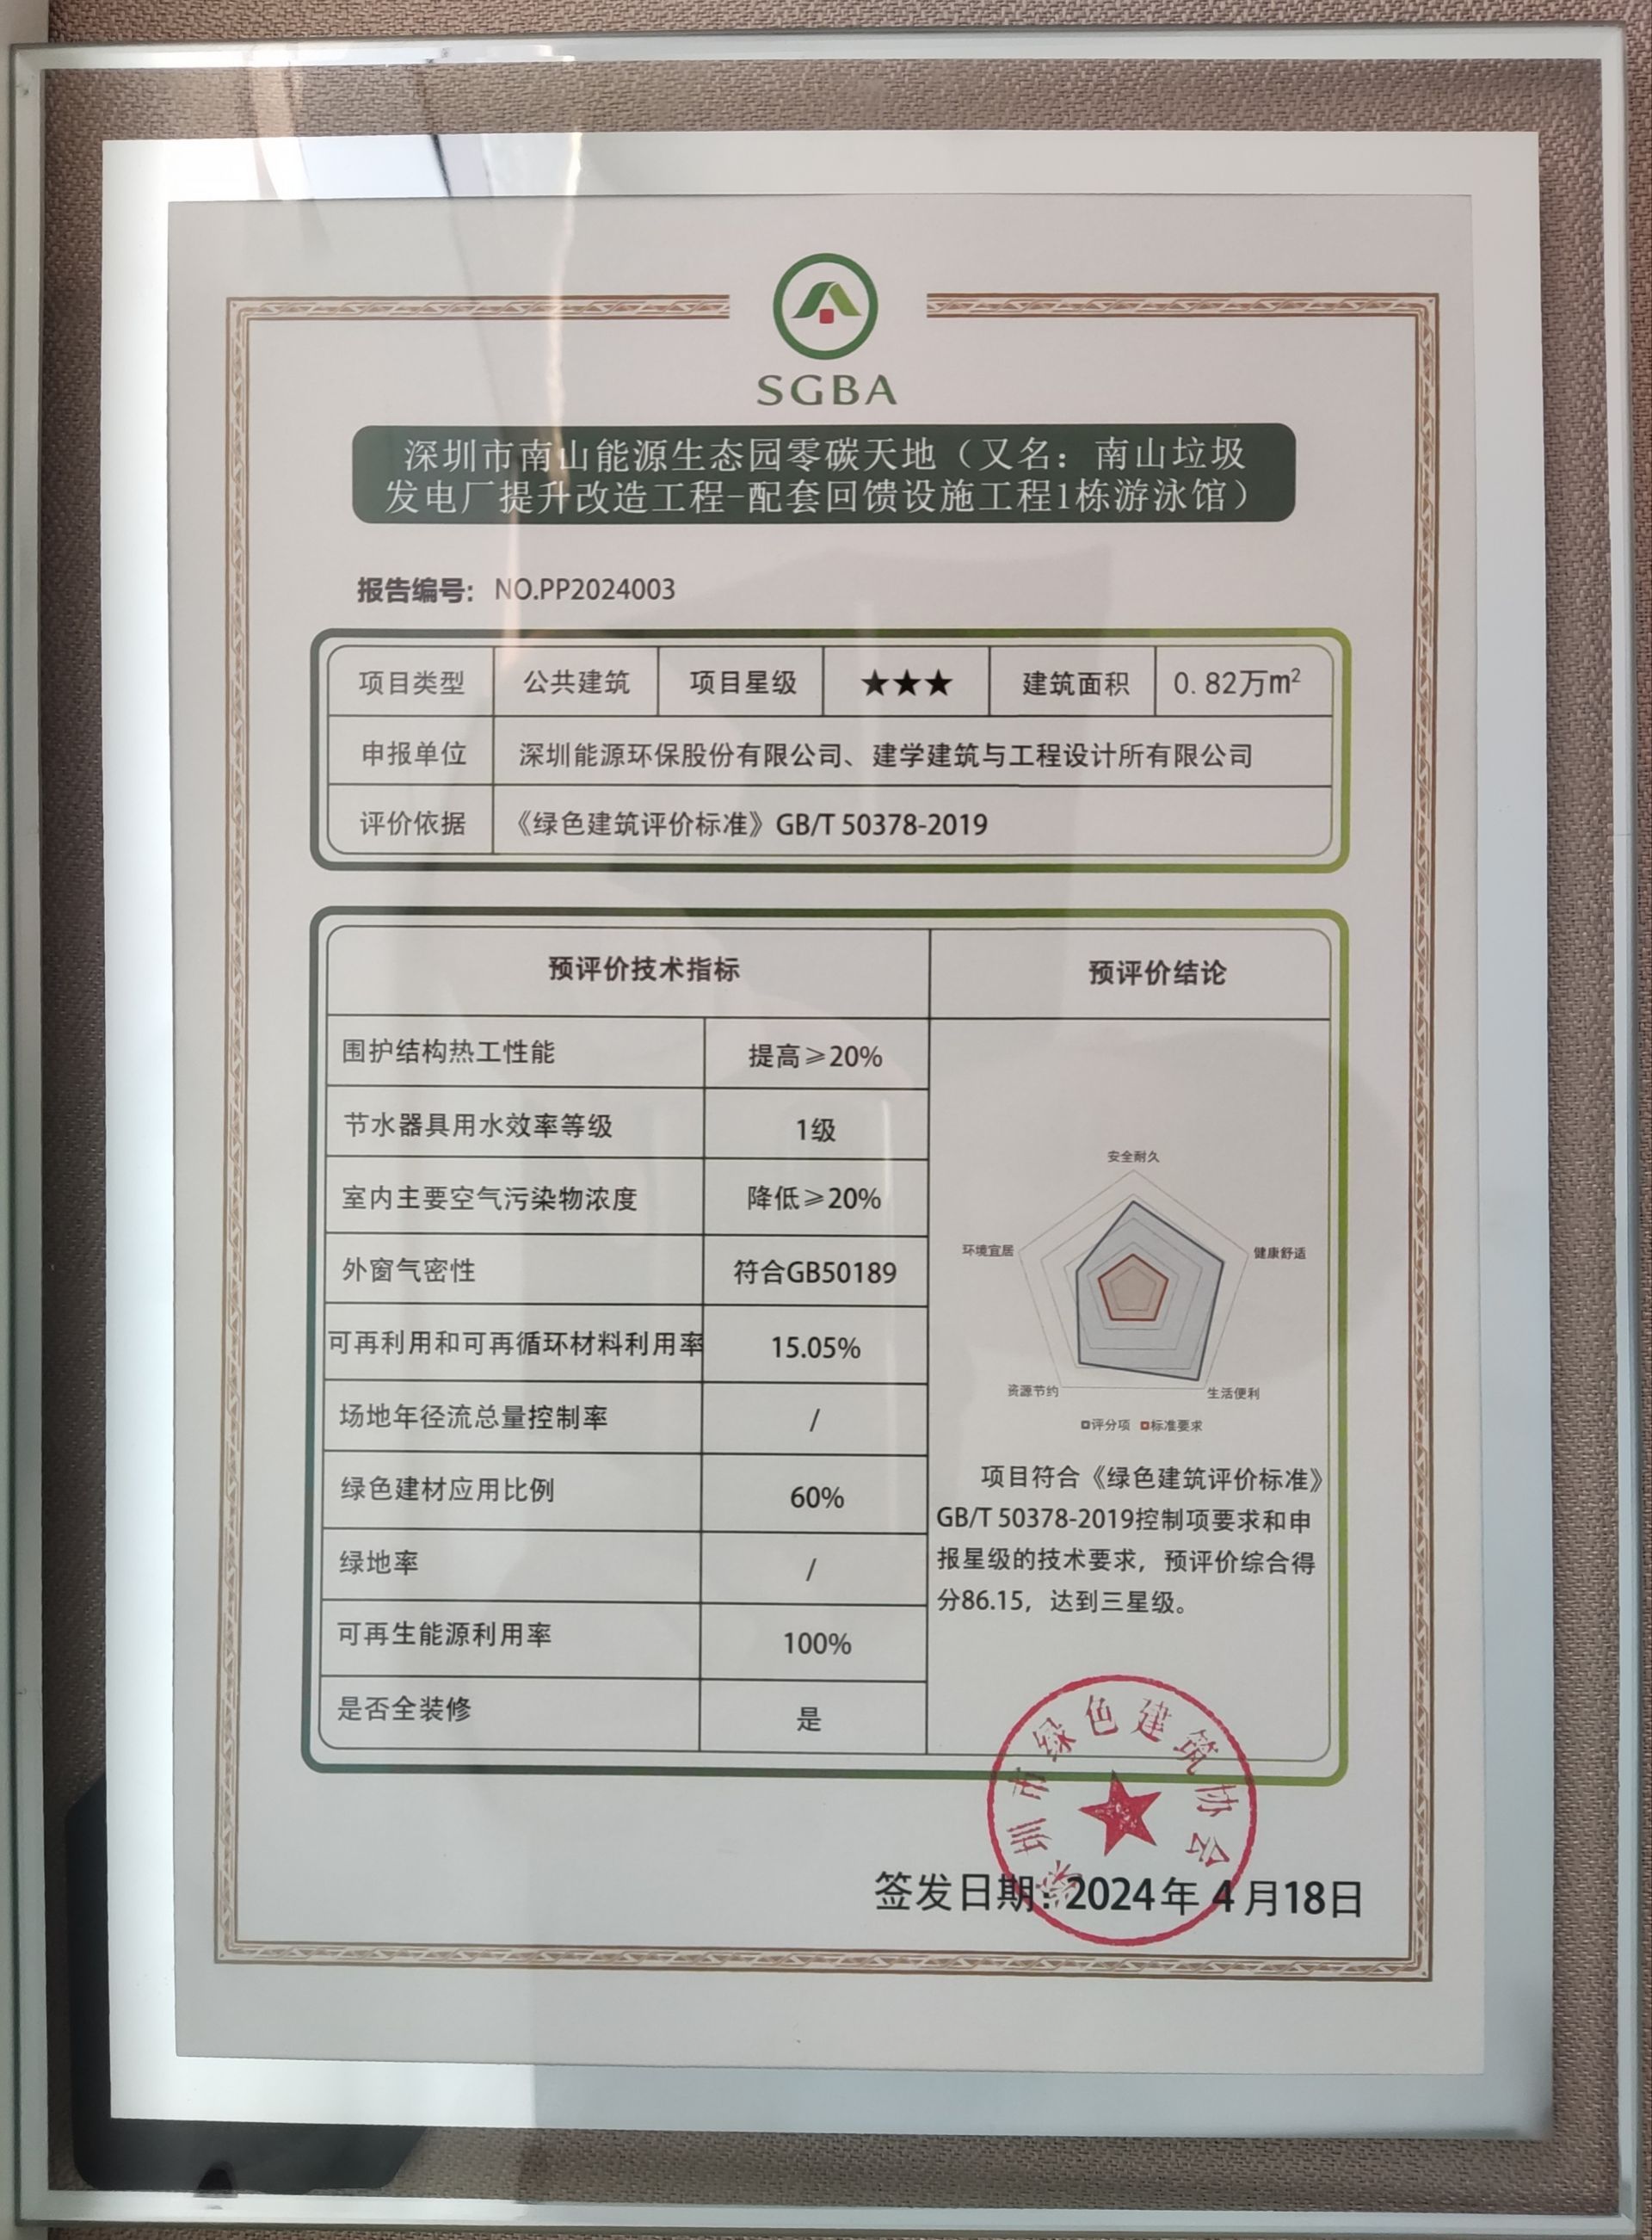 SGBA
深圳市南山能源生态园零碳天地（又名：南山垃圾
发电厂提升改造工程-配套回馈设施工程1栋游泳馆）
报告编号: NO.PP2024003
项目类型 公共建筑 项目星级 ★★★ 建筑面积 0.82万m²
申报单位 深圳能源环保股份有限公司、建学建筑与工程设计所有限公司
评价依据 《绿色建筑评价标准》GB/T 50378-2019
预评价技术指标
围护结构热工性能 提高≥20%
节水器具用水效率等级 1级
室内主要空气污染物浓度 降低≥20%
外窗气密性 符合GB50189
可再利用和可再循环材料利用率 15.05%
场地年径流总量控制率 /
绿色建材应用比例 60%
绿地率 /
可再生能源利用率 100%
是否全装修 是
预评价结论
安全耐久
环境宜居
健康舒适
资源节约
生活便利
评分项 标准要求
项目符合《绿色建筑评价标准》
GB/T 50378-2019控制项要求和申
报星级的技术要求，预评价综合得
分86.15，达到三星级。
深圳市绿色建筑协会
签发日期: 2024年 4 月18日